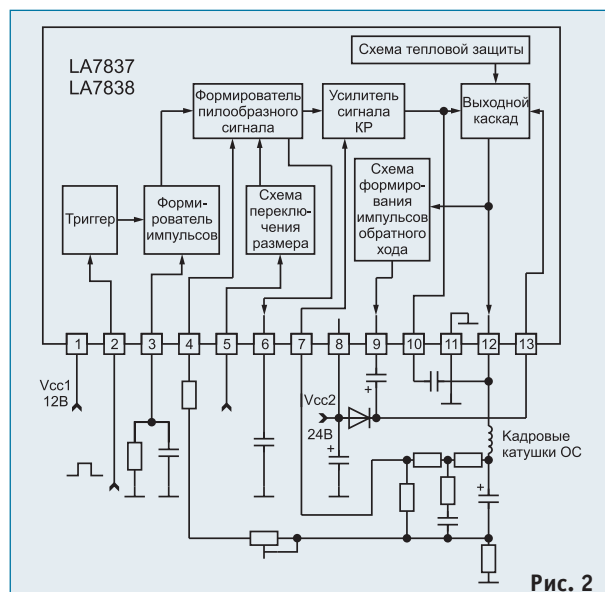 LA7837
LA7838
Схема тепловой защиты
Формирователь
пилообразного
сигнала
Усилитель
сигнала
КР
Выходной
каскад
Триггер
Форми-
рователь
импульсов
Схема
переклю-
чения
размера
Схема
формиро-
вания
импульсов
обратного
хода
1 2 3 4 5 6 7 8 9 10 11 12 13
Vcc1
12В
Vcc2
24В
+
+
+
Кадровые
катушки ОС
Рис. 2